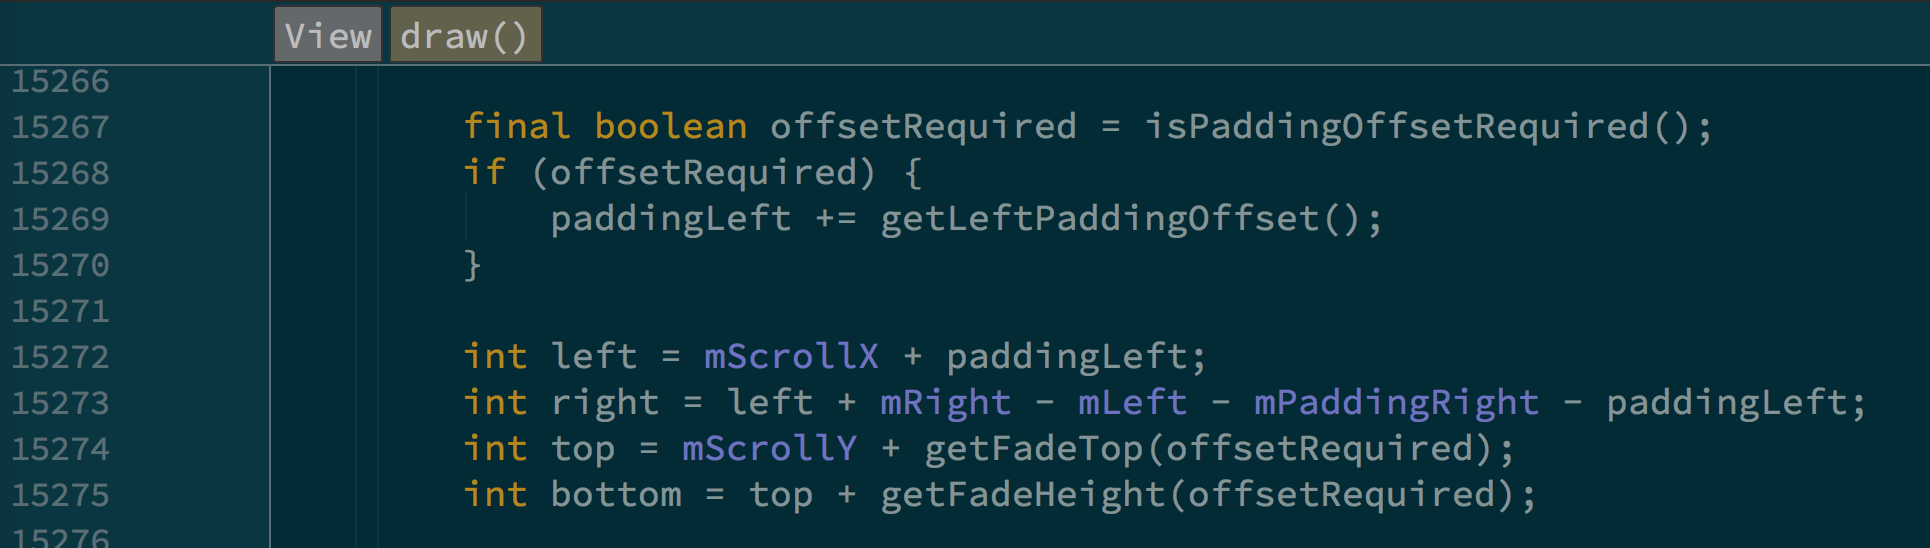 View draw()
15266
15267 final boolean offsetRequired = isPaddingOffsetRequired();
15268 if (offsetRequired) {
15269 paddingLeft += getLeftPaddingOffset();
15270 }
15271
15272 int left = mScrollX + paddingLeft;
15273 int right = left + mRight - mLeft - mPaddingRight - paddingLeft;
15274 int top = mScrollY + getFadeTop(offsetRequired);
15275 int bottom = top + getFadeHeight(offsetRequired);
15276